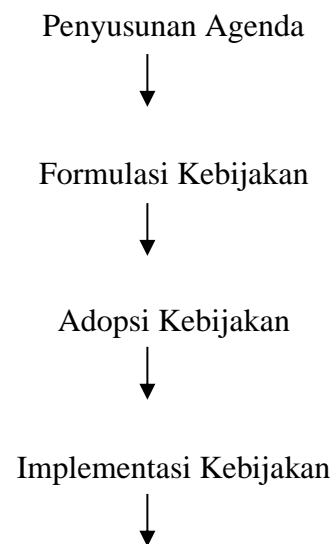 Penyusunan Agenda
Formulasi Kebijakan
Adopsi Kebijakan
Implementasi Kebijakan